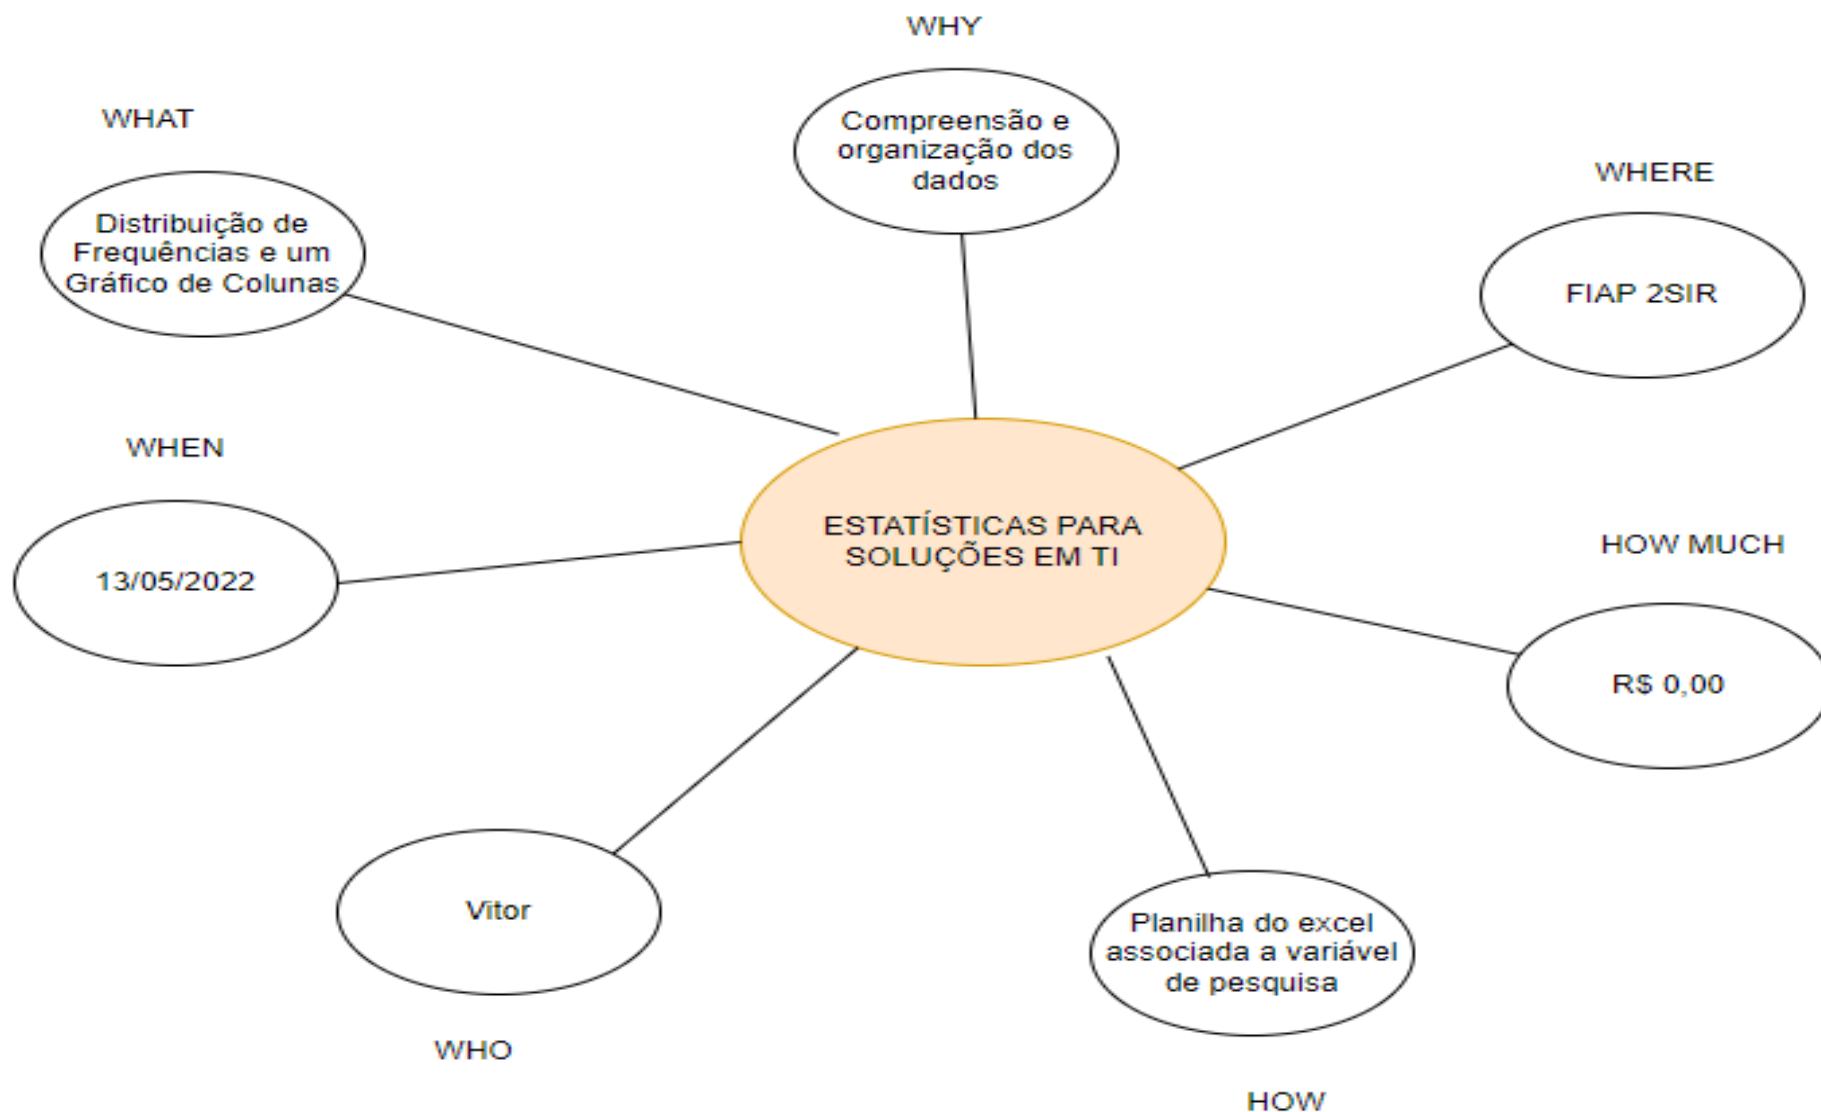 WHY
Compreensão e
organização dos
dados
WHAT
Distribuição de
Frequências e um
Gráfico de Colunas
WHERE
FIAP 2SIR
WHEN
13/05/2022
ESTATÍSTICAS PARA
SOLUÇÕES EM TI
HOW MUCH
R$ 0,00
Vitor
WHO
Planilha do excel
associada a variável
de pesquisa
HOW